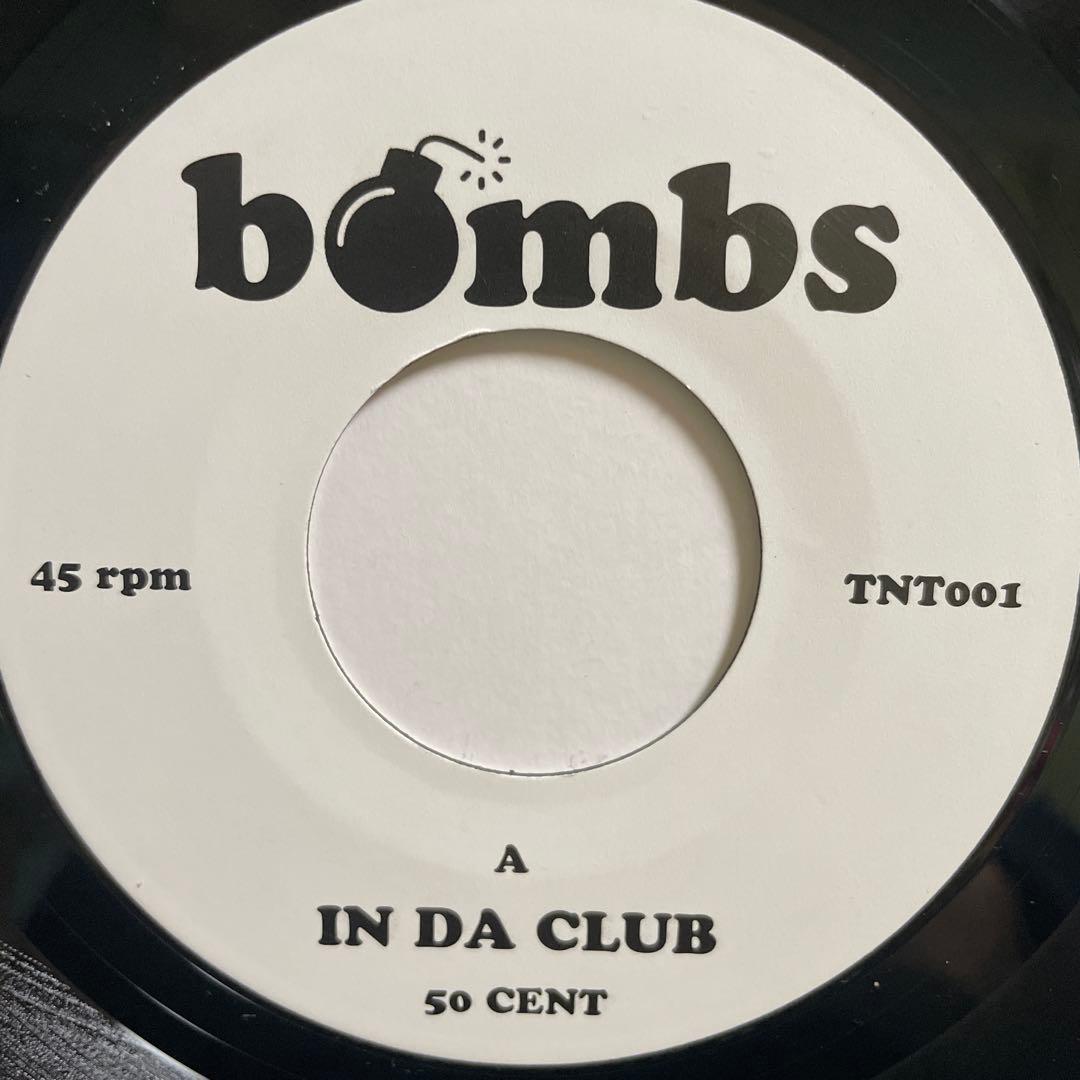 bombs
45 rpm
TNT001
A
IN DA CLUB
50 CENT